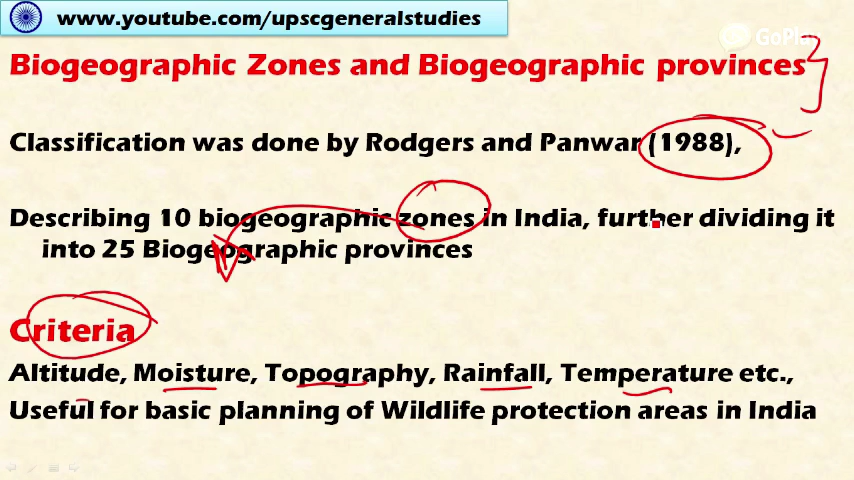 www.youtube.com/upscgeneralstudies
Biogeographic Zones and Biogeographic provinces
Classification was done by Rodgers and Panwar (1988),
Describing 10 biogeographic zones in India, further dividing it
into 25 Biogeographic provinces
Criteria
Altitude, Moisture, Topography, Rainfall, Temperature etc.,
Useful for basic planning of Wildlife protection areas in India